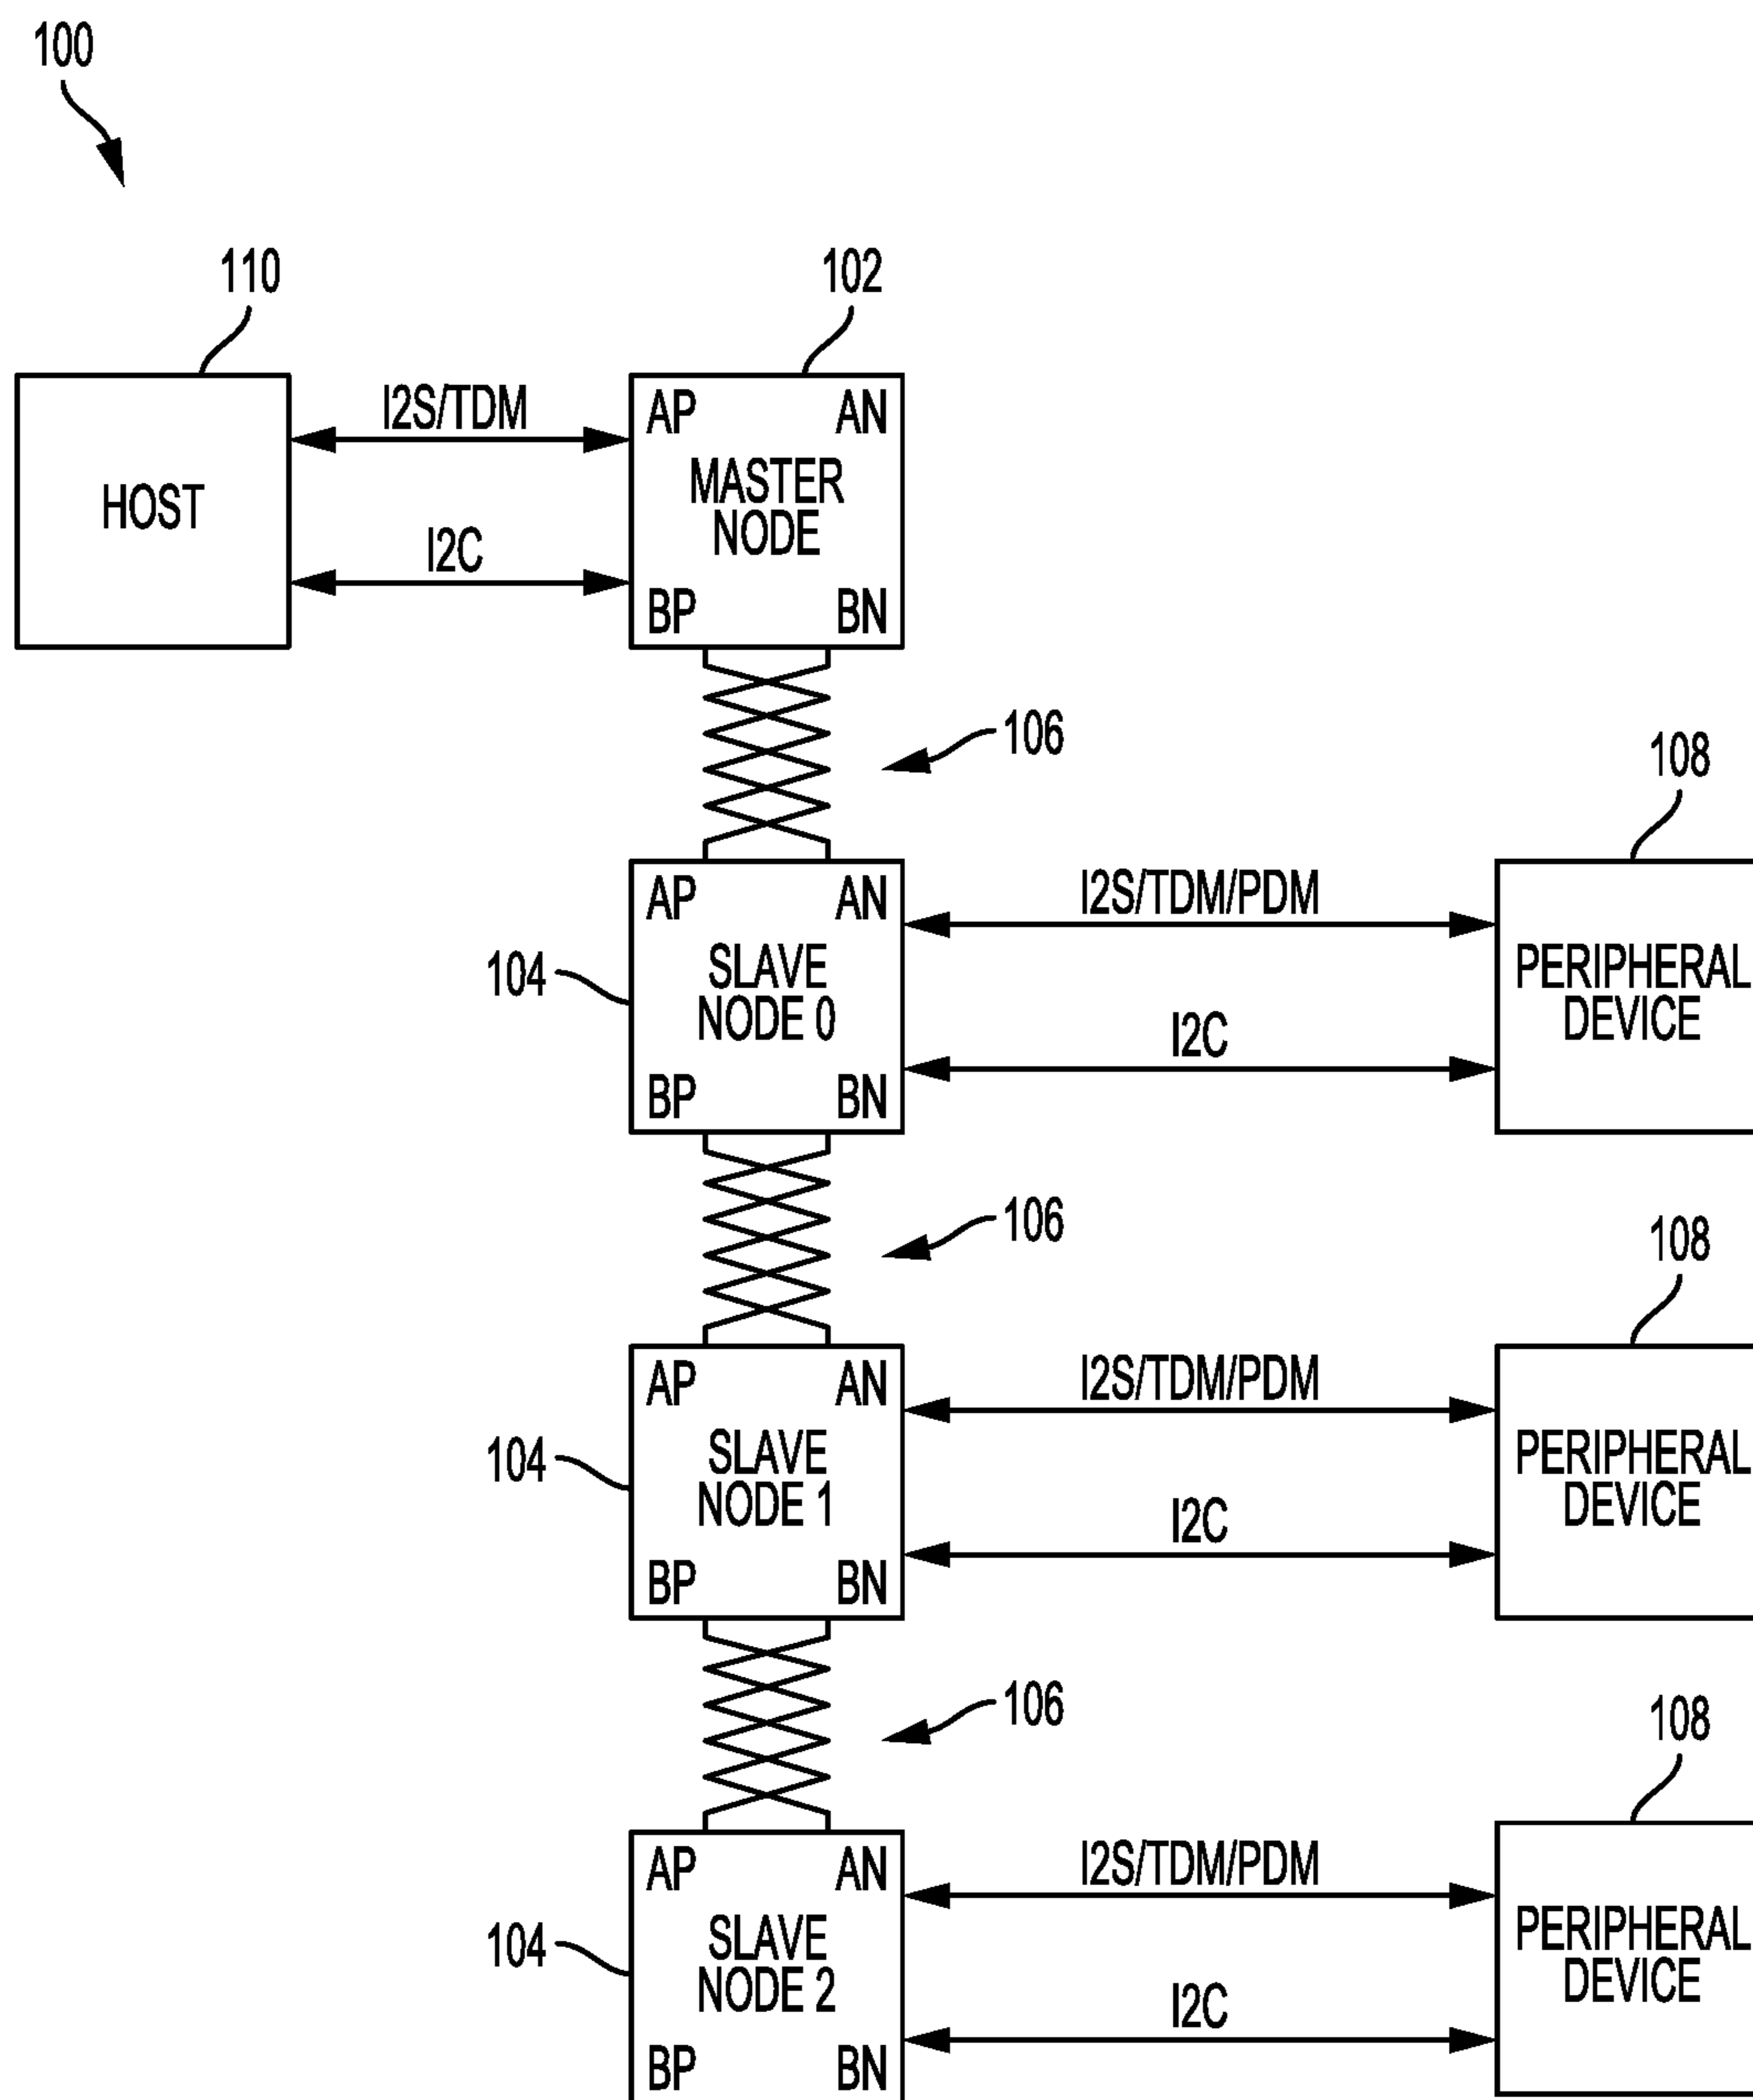 100
110
102
HOST
I2S/TDM
I2C
AP AN
MASTER
NODE
BP BN
106
108
AP AN
104
SLAVE
NODE 0
BP BN
I2S/TDM/PDM
I2C
PERIPHERAL
DEVICE
106
108
AP AN
104
SLAVE
NODE 1
BP BN
I2S/TDM/PDM
I2C
PERIPHERAL
DEVICE
106
108
AP AN
104
SLAVE
NODE 2
BP BN
I2S/TDM/PDM
I2C
PERIPHERAL
DEVICE